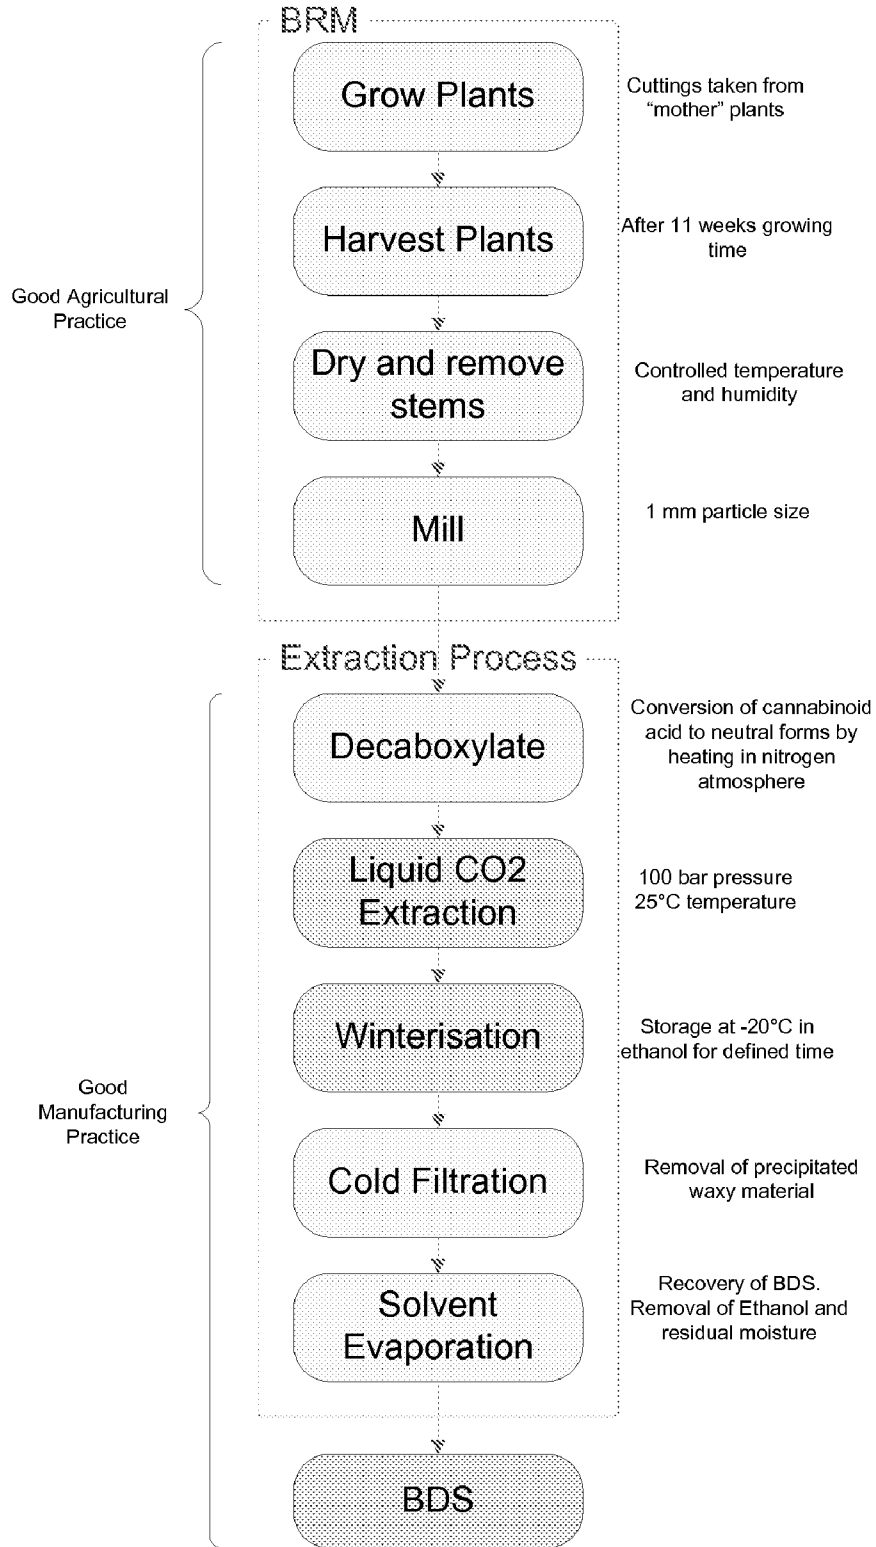 BRM
Grow Plants
Cuttings taken from
“mother” plants
Harvest Plants
After 11 weeks growing
time
Good Agricultural
Practice
Dry and remove
stems
Controlled temperature
and humidity
Mill
1 mm particle size
Extraction Process
Decaboxylate
Conversion of cannabinoid
acid to neutral forms by
heating in nitrogen
atmosphere
Liquid CO2
Extraction
100 bar pressure
25°C temperature
Winterisation
Storage at -20°C in
ethanol for defined time
Good
Manufacturing
Practice
Cold Filtration
Removal of precipitated
waxy material
Solvent
Evaporation
Recovery of BDS.
Removal of Ethanol and
residual moisture
BDS